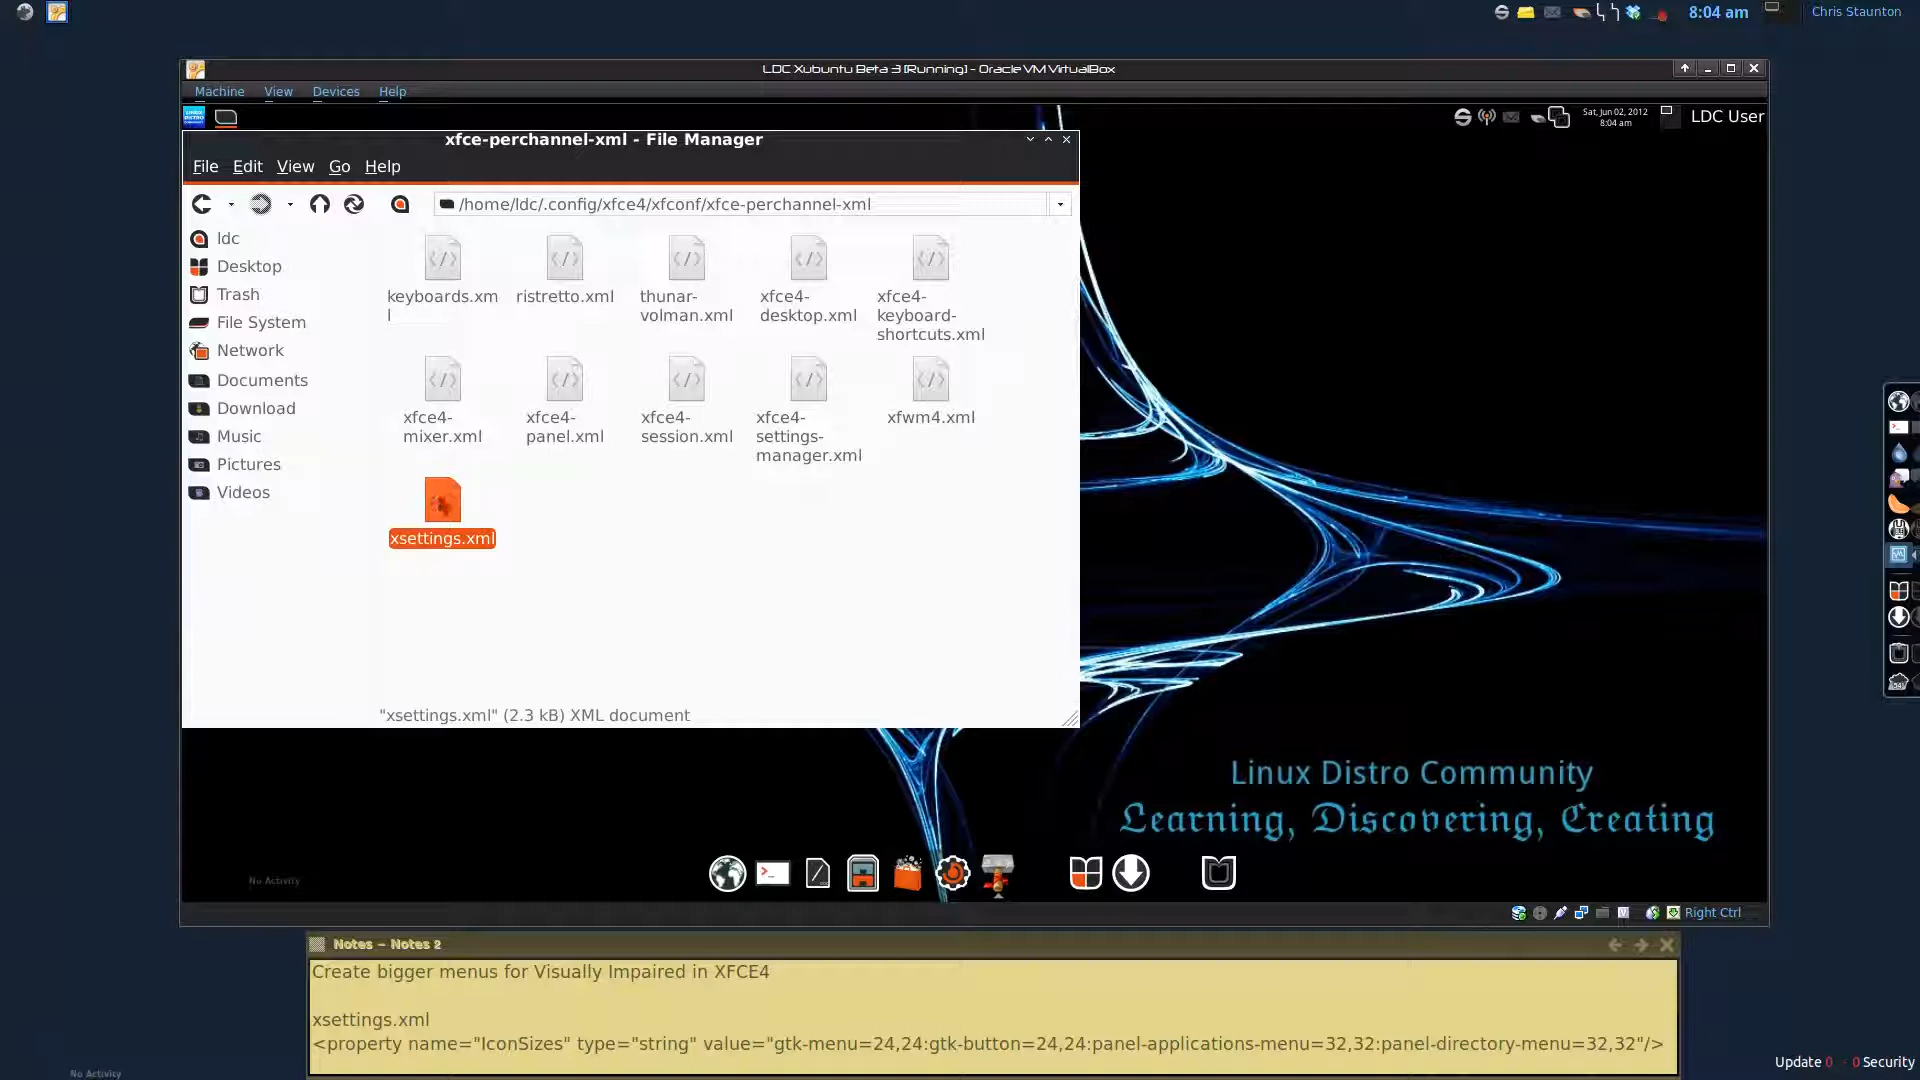 8:04 am
Chris Staunton
LDC Xubuntu Beta 3 [Running] - Oracle VM VirtualBox
Machine View Devices Help
Sat, Jun 02, 2012
8:04 am
LDC User
xfce-perchannel-xml - File Manager
File Edit View Go Help
/home/ldc/.config/xfce4/xfconf/xfce-perchannel-xml
ldc
Desktop
Trash
File System
Network
Documents
Download
Music
Pictures
Videos
keyboards.xm
l
ristretto.xml
thunar-
volman.xml
xfce4-
desktop.xml
xfce4-
keyboard-
shortcuts.xml
xfce4-
mixer.xml
xfce4-
panel.xml
xfce4-
session.xml
xfce4-
settings-
manager.xml
xfwm4.xml
xsettings.xml
"xsettings.xml" (2.3 kB) XML document
Linux Distro Community
Learning, Discovering, Creating
No Activity
Right Ctrl
Notes - Notes 2
Create bigger menus for Visually Impaired in XFCE4
xsettings.xml
<property name="IconSizes" type="string" value="gtk-menu=24,24:gtk-button=24,24:panel-applications-menu=32,32:panel-directory-menu=32,32"/>
Update 0 - 0 Security
No Activity